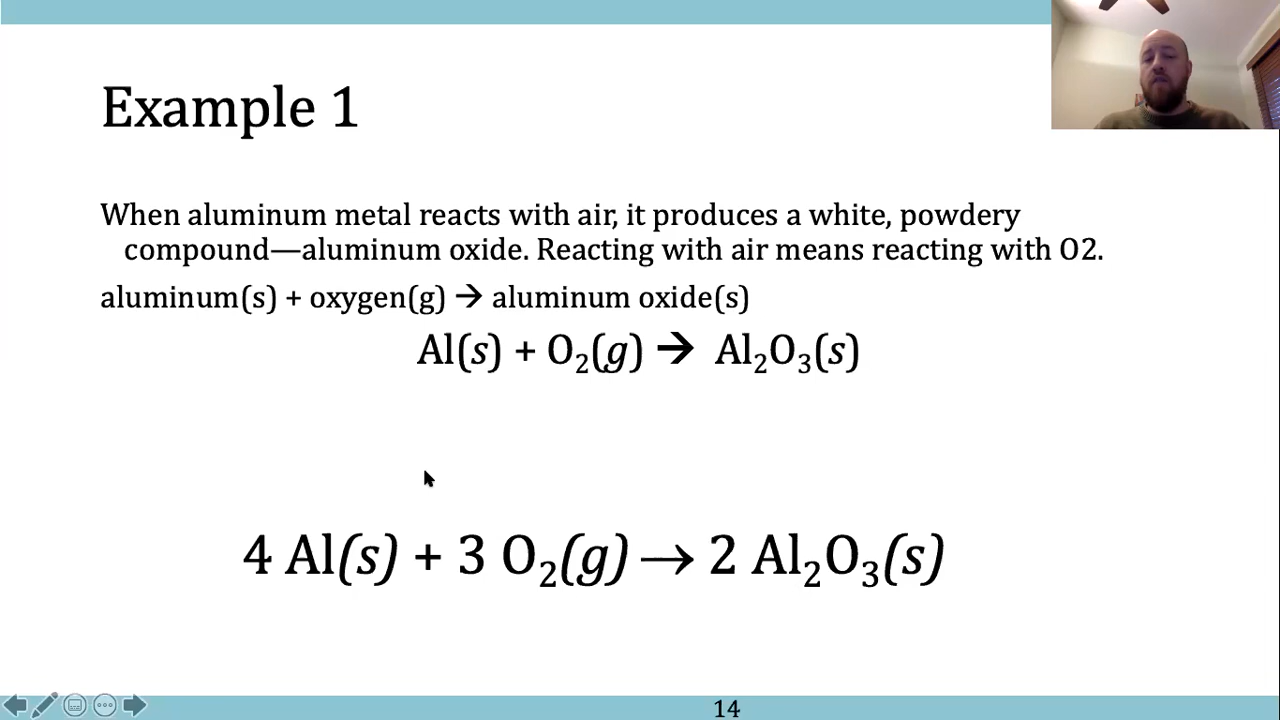 Example 1
When aluminum metal reacts with air, it produces a white, powdery
compound—aluminum oxide. Reacting with air means reacting with O2.
aluminum(s) + oxygen(g) → aluminum oxide(s)
Al(s) + O₂(g) → Al₂O₃(s)
4 Al(s) + 3 O₂(g) → 2 Al₂O₃(s)
14